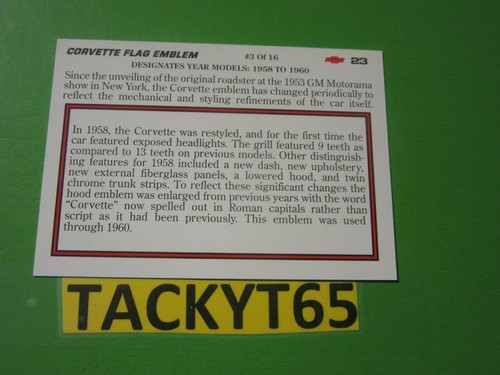 CORVETTE FLAG EMBLEM #3 Of 16 23
DESIGNATES YEAR MODELS: 1958 TO 1960
Since the unveiling of the original roadster at the 1953 GM Motorama
show in New York, the Corvette emblem has changed periodically to
reflect the mechanical and styling refinements of the car itself.
In 1958, the Corvette was restyled, and for the first time the
car featured exposed headlights. The grill featured 9 teeth as
compared to 13 teeth on previous models. Other distinguish-
ing features for 1958 included a new dash, new upholstery,
new external fiberglass panels, a lowered hood, and twin
chrome trunk strips. To reflect these significant changes the
hood emblem was enlarged from previous years with the word
"Corvette" now spelled out in Roman capitals rather than
script as it had been previously. This emblem was used
through 1960.
TACKYT65